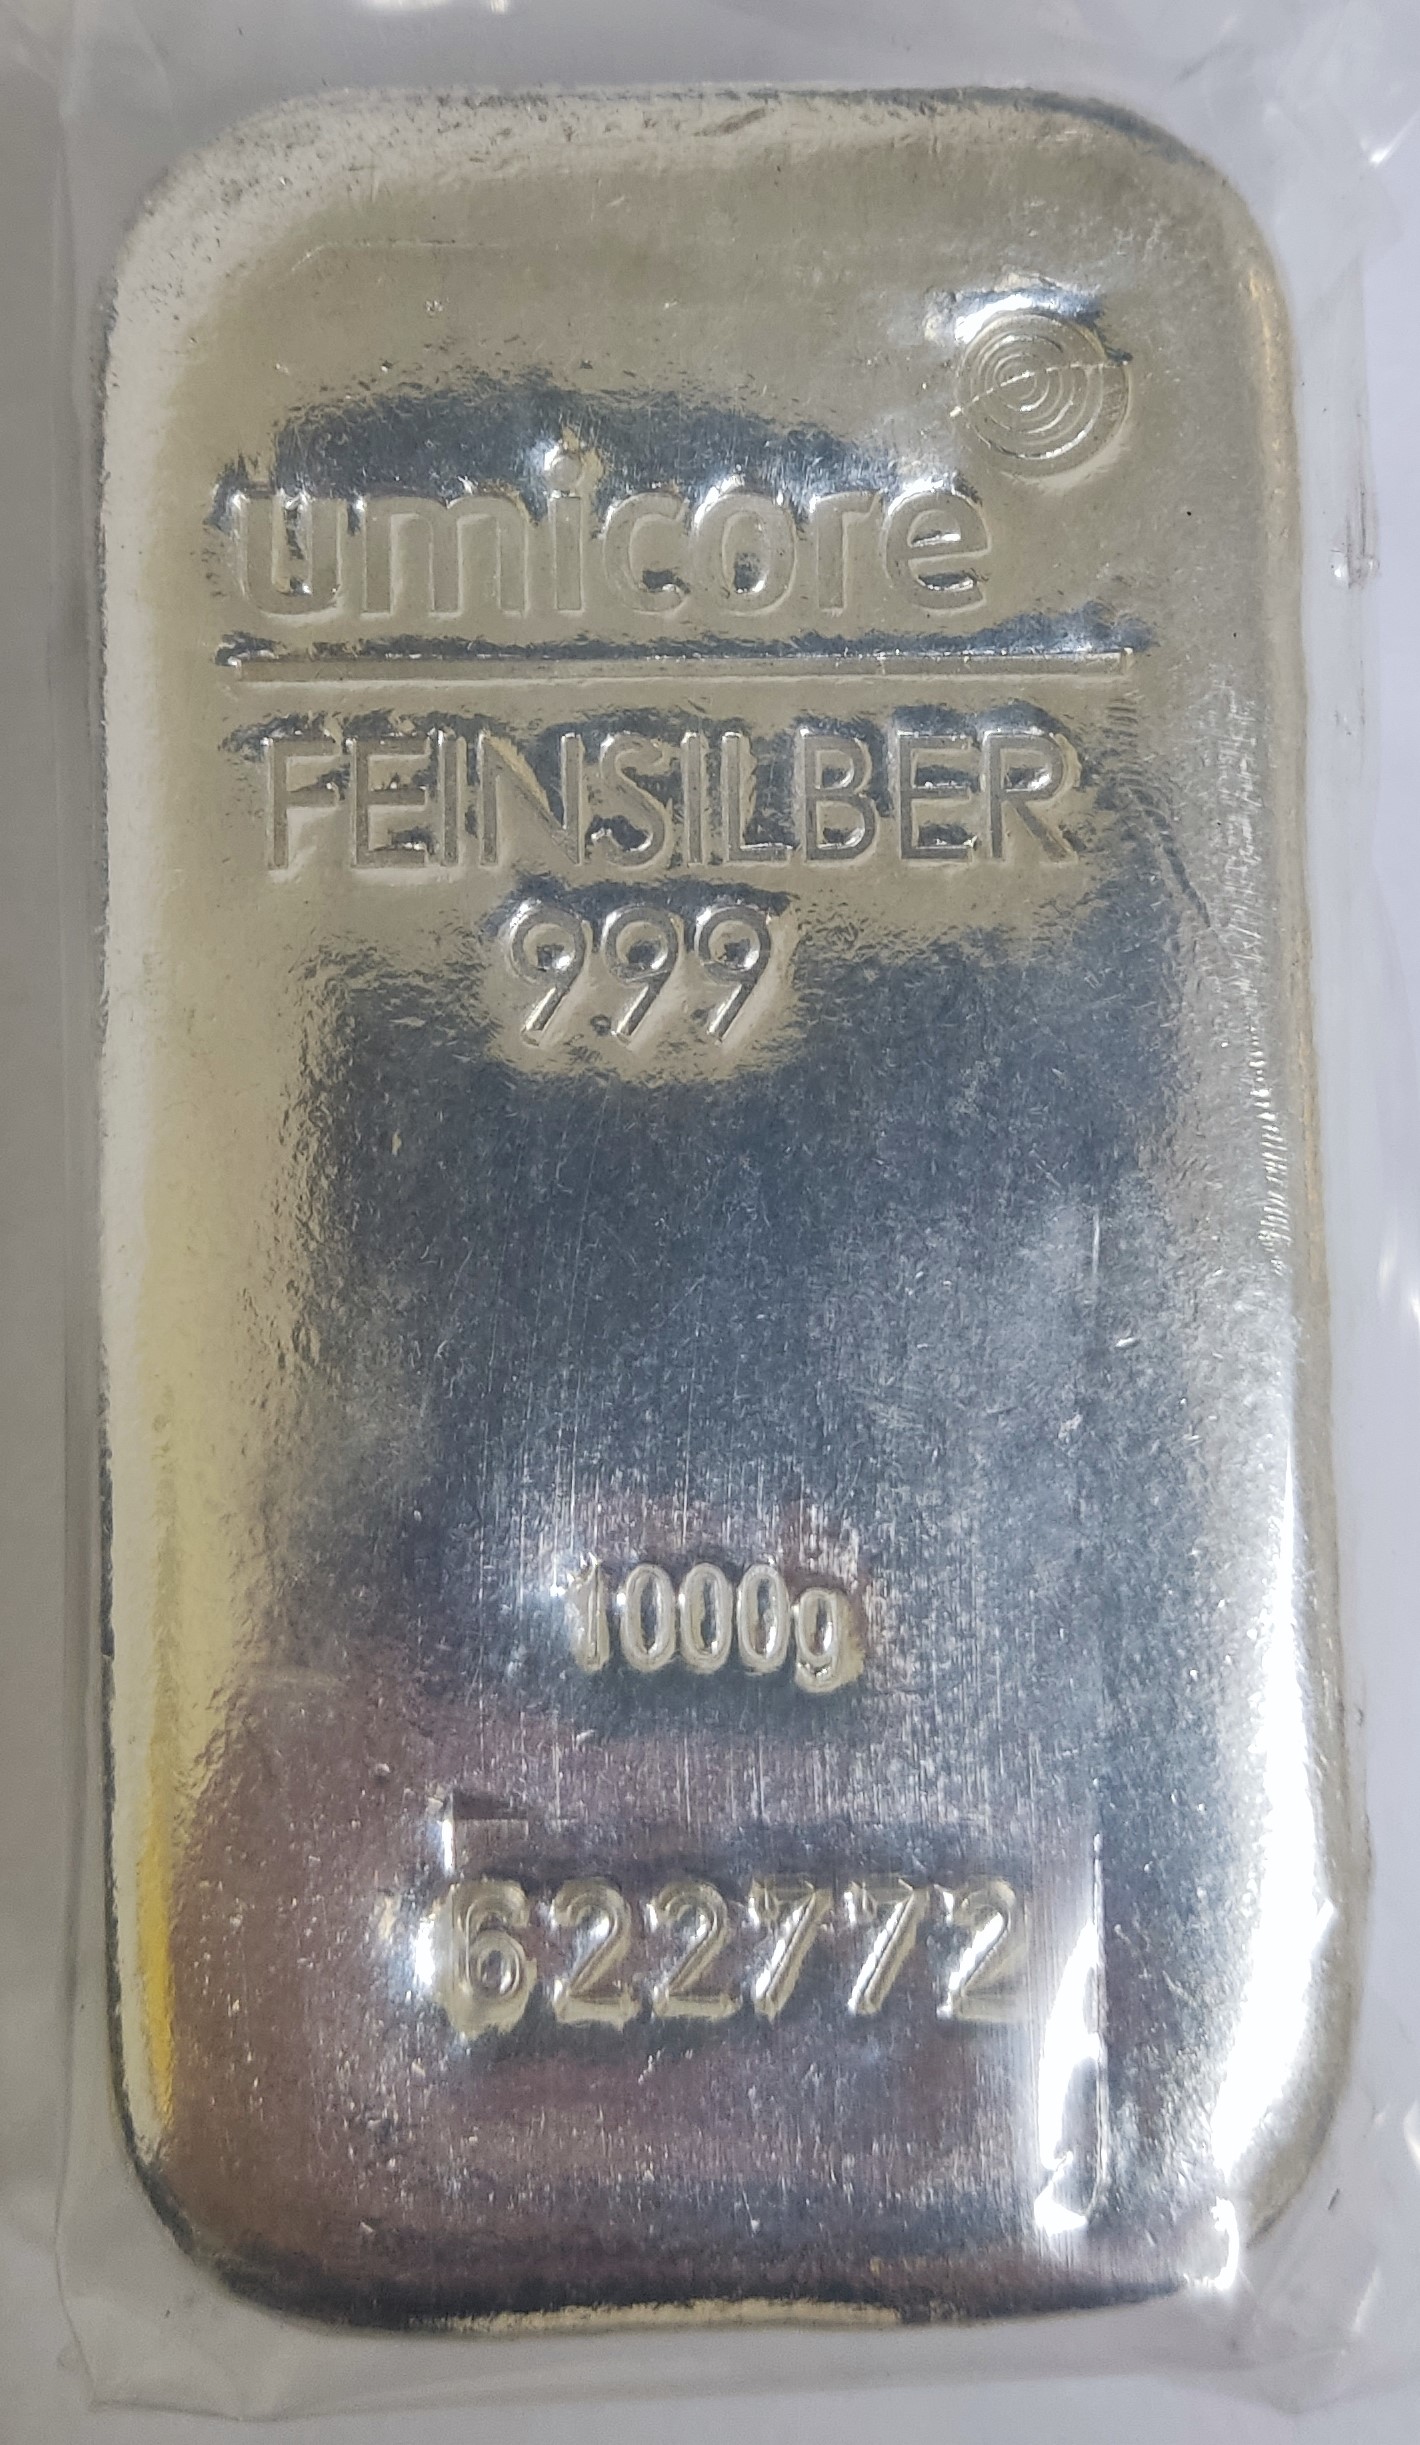 umicore
FEINSILBER
999
1000g
622772